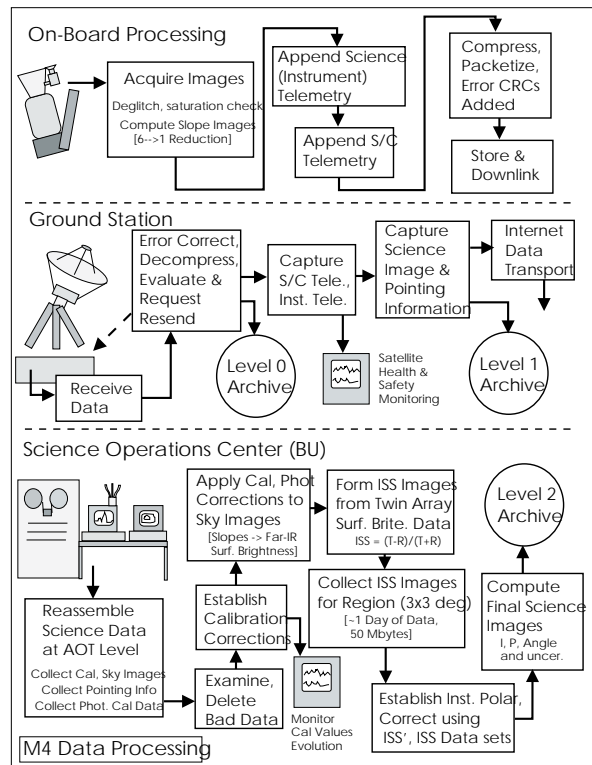 On-Board Processing
Acquire Images
Deglitch, saturation check
Compute Slope Images
[6-->1 Reduction]
Append Science
(Instrument)
Telemetry
Append S/C
Telemetry
Compress,
Packetize,
Error CRCs
Added
Store &
Downlink
Ground Station
Receive
Data
Error Correct,
Decompress,
Evaluate &
Request
Resend
Level 0
Archive
Capture
S/C Tele.,
Inst. Tele.
Satellite
Health &
Safety
Monitoring
Capture
Science
Image &
Pointing
Information
Level 1
Archive
Internet
Data
Transport
Science Operations Center (BU)
Reassemble
Science Data
at AOT Level
Collect Cal, Sky Images
Collect Pointing Info
Collect Phot. Cal Data
Examine,
Delete
Bad Data
Establish
Calibration
Corrections
Monitor
Cal Values
Evolution
Apply Cal, Phot
Corrections to
Sky Images
[Slopes -> Far-IR
Surf. Brightness]
Form ISS Images
from Twin Array
Surf. Brite. Data
ISS = (T-R)/(T+R)
Collect ISS Images
for Region (3x3 deg)
[~1 Day of Data,
50 Mbytes]
Establish Inst. Polar,
Correct using
ISS', ISS Data sets
Compute
Final Science
Images
I, P, Angle
and uncer.
Level 2
Archive
M4 Data Processing